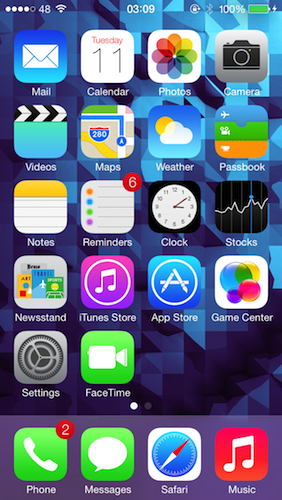 48 03:09 100%
Tuesday
11
Mail Calendar Photos Camera
280
Videos Maps Weather Passbook
6
Notes Reminders Clock Stocks
Newsstand iTunes Store App Store Game Center
Settings FaceTime
2
Phone Messages Safari Music